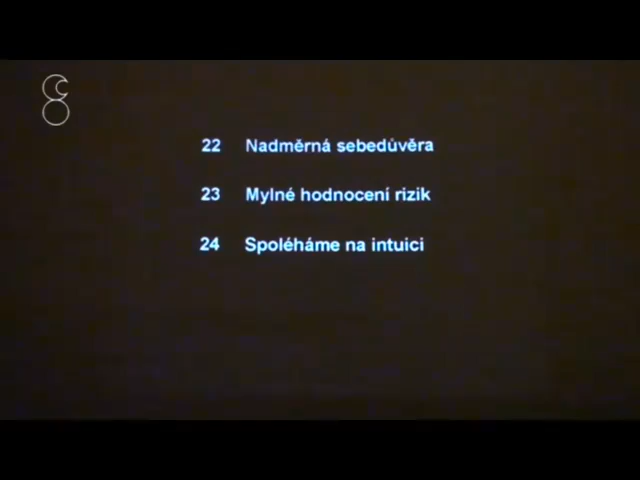 22 Nadměrná sebedůvěra
23 Mylné hodnocení rizik
24 Spoléháme na intuici